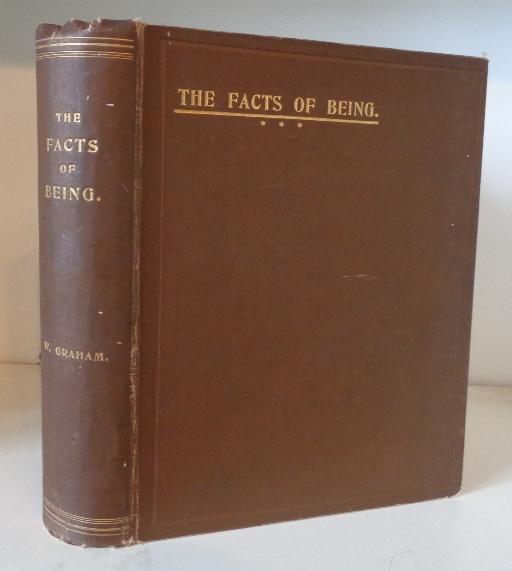 THE
FACTS
OF
BEING.
W. GRAHAM.
THE FACTS OF BEING.